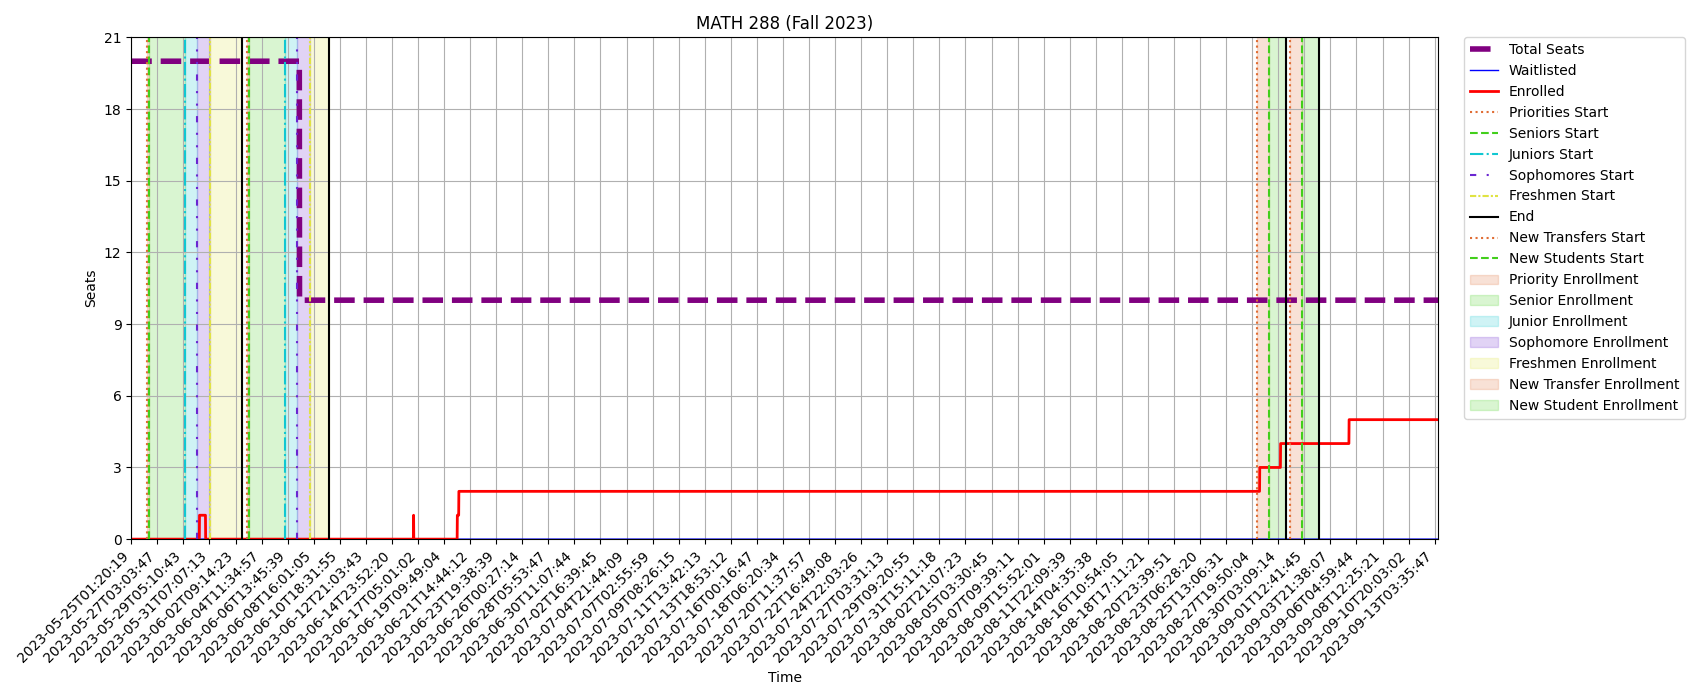 MATH 288 (Fall 2023)
21
18
15
12
9
6
3
0
Seats
2023-05-25T01:20:19
2023-05-27T03:03:47
2023-05-29T05:10:43
2023-05-31T07:07:13
2023-06-02T09:14:23
2023-06-04T11:34:57
2023-06-06T13:45:39
2023-06-08T16:01:05
2023-06-10T18:31:55
2023-06-12T21:03:43
2023-06-14T23:52:20
2023-06-17T05:01:02
2023-06-19T09:49:04
2023-06-21T14:44:12
2023-06-23T19:38:39
2023-06-26T00:27:14
2023-06-28T05:53:47
2023-06-30T11:07:44
2023-07-02T16:39:45
2023-07-04T21:44:09
2023-07-07T02:55:59
2023-07-09T08:26:15
2023-07-11T13:42:13
2023-07-13T18:53:12
2023-07-16T00:16:47
2023-07-18T06:20:34
2023-07-20T11:37:57
2023-07-22T16:49:08
2023-07-24T22:03:26
2023-07-27T03:31:13
2023-07-29T09:20:55
2023-07-31T15:11:18
2023-08-02T21:07:23
2023-08-05T03:30:45
2023-08-07T09:39:11
2023-08-09T15:52:01
2023-08-11T22:09:39
2023-08-14T04:35:38
2023-08-16T10:54:05
2023-08-18T17:11:21
2023-08-20T23:39:51
2023-08-23T06:28:20
2023-08-25T13:06:31
2023-08-27T19:50:04
2023-08-30T03:09:14
2023-09-01T12:41:45
2023-09-03T21:38:07
2023-09-06T04:59:44
2023-09-08T12:25:21
2023-09-10T20:03:02
2023-09-13T03:35:47
Time
Total Seats
Waitlisted
Enrolled
Priorities Start
Seniors Start
Juniors Start
Sophomores Start
Freshmen Start
End
New Transfers Start
New Students Start
Priority Enrollment
Senior Enrollment
Junior Enrollment
Sophomore Enrollment
Freshmen Enrollment
New Transfer Enrollment
New Student Enrollment